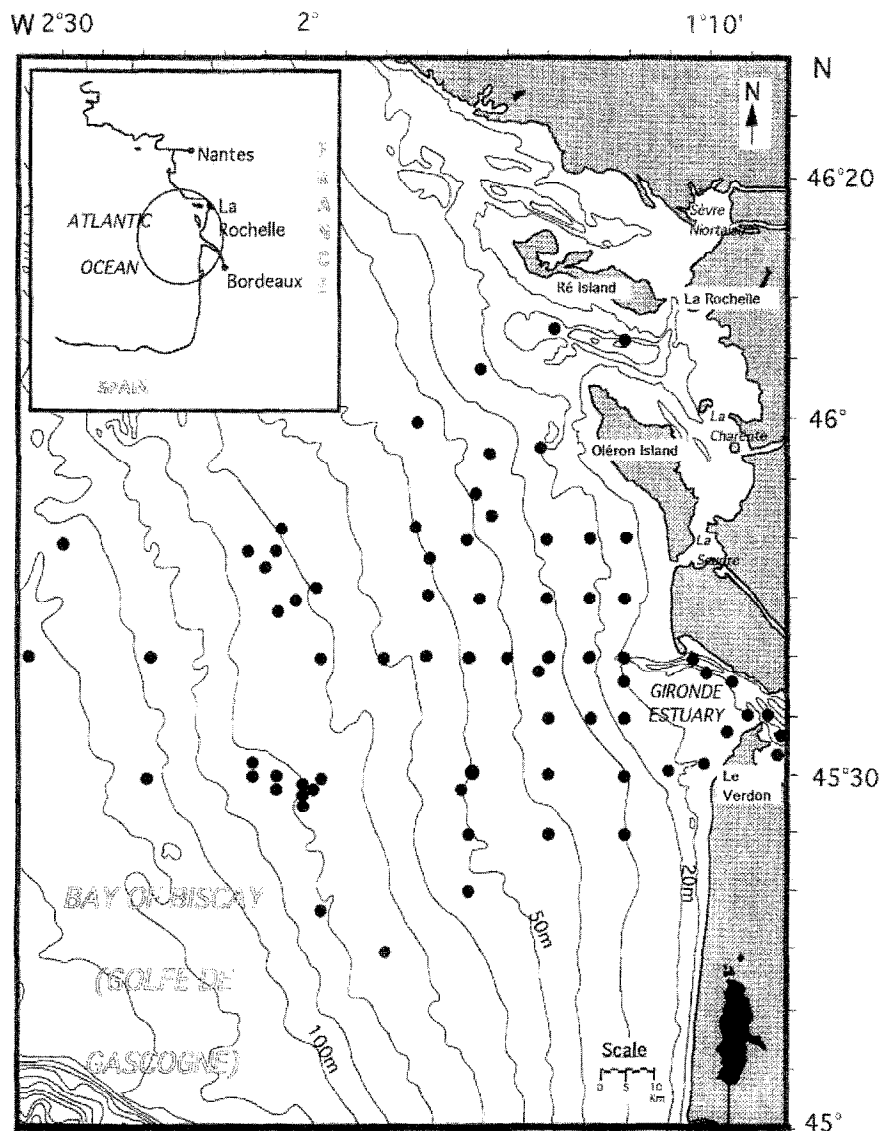 W 2°30
2°
1°10'
N
N
46°20
Nantes
La
Rochelle
ATLANTIC
OCEAN
Bordeaux
SPAIN
Sèvre
Niortaise
Ré Island
La Rochelle
46°
La
Charente
Oléron Island
La
Seudre
GIRONDE
ESTUARY
45°30
Le
Verdon
20m
50m
100m
BAY OF BISCAY
(GOLFE DE
GASCOGNE)
Scale
0 5 10
Km
45°